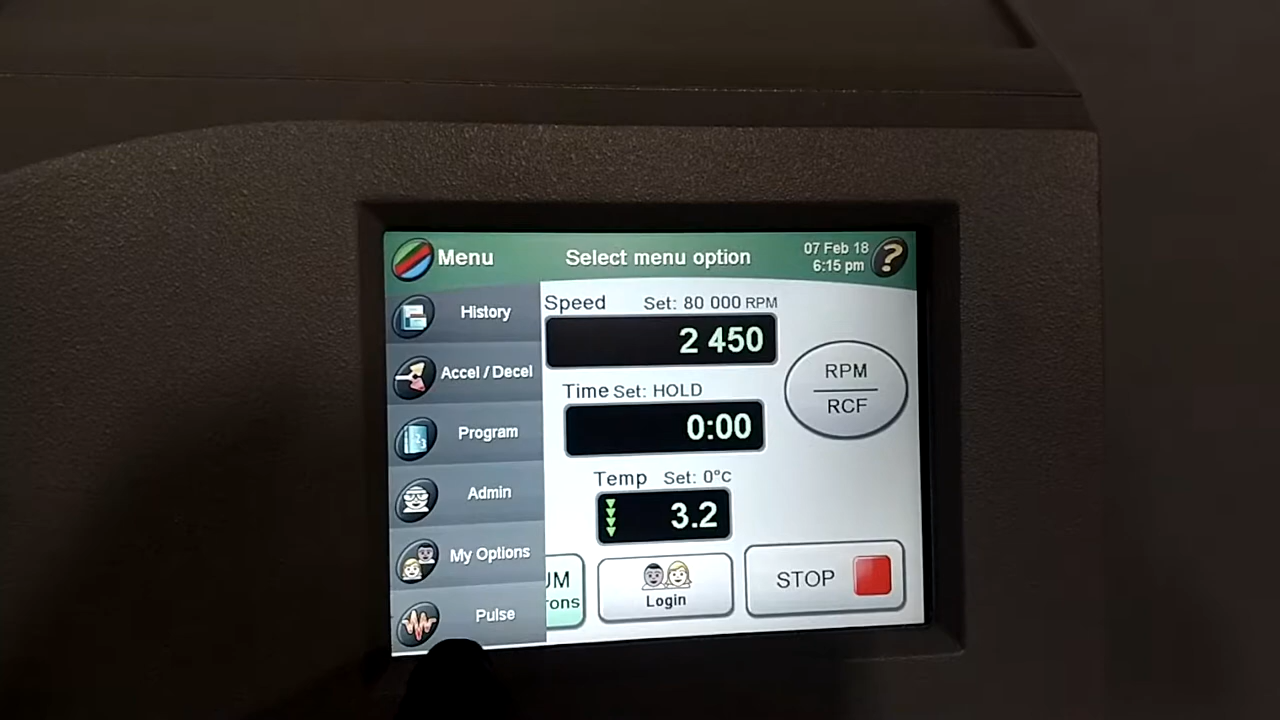 Menu
Select menu option
07 Feb 18
6:15 pm
?
History
Accel / Decel
Program
Admin
My Options
Pulse
Speed Set: 80 000 RPM
2 450
Time Set: HOLD
0:00
Temp Set: 0°C
3.2
RPM
RCF
UM
rons
Login
STOP